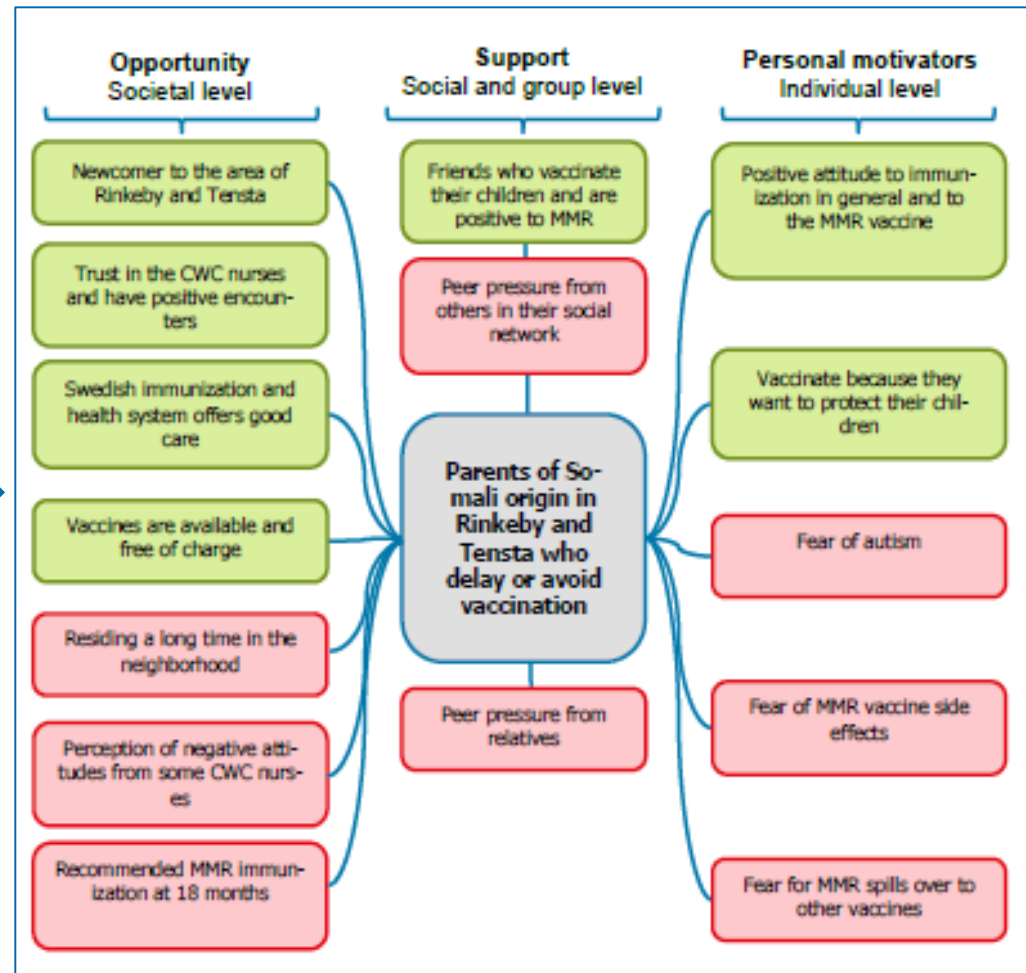 Opportunity
Societal level
Support
Social and group level
Personal motivators
Individual level
Newcomer to the area of
Rinkeby and Tensta
Trust in the CWC nurses
and have positive encoun-
ters
Swedish immunization and
health system offers good
care
Vaccines are available and
free of charge
Residing a long time in the
neighborhood
Perception of negative atti-
tudes from some CWC nurs-
es
Recommended MMR immun-
ization at 18 months
Friends who vaccinate
their children and are
positive to MMR
Peer pressure from
others in their social
network
Parents of So-
mali origin in
Rinkeby and
Tensta who
delay or avoid
vaccination
Peer pressure from
relatives
Positive attitude to immun-
ization in general and to
the MMR vaccine
Vaccinate because they
want to protect their chil-
dren
Fear of autism
Fear of MMR vaccine side
effects
Fear for MMR spills over to
other vaccines